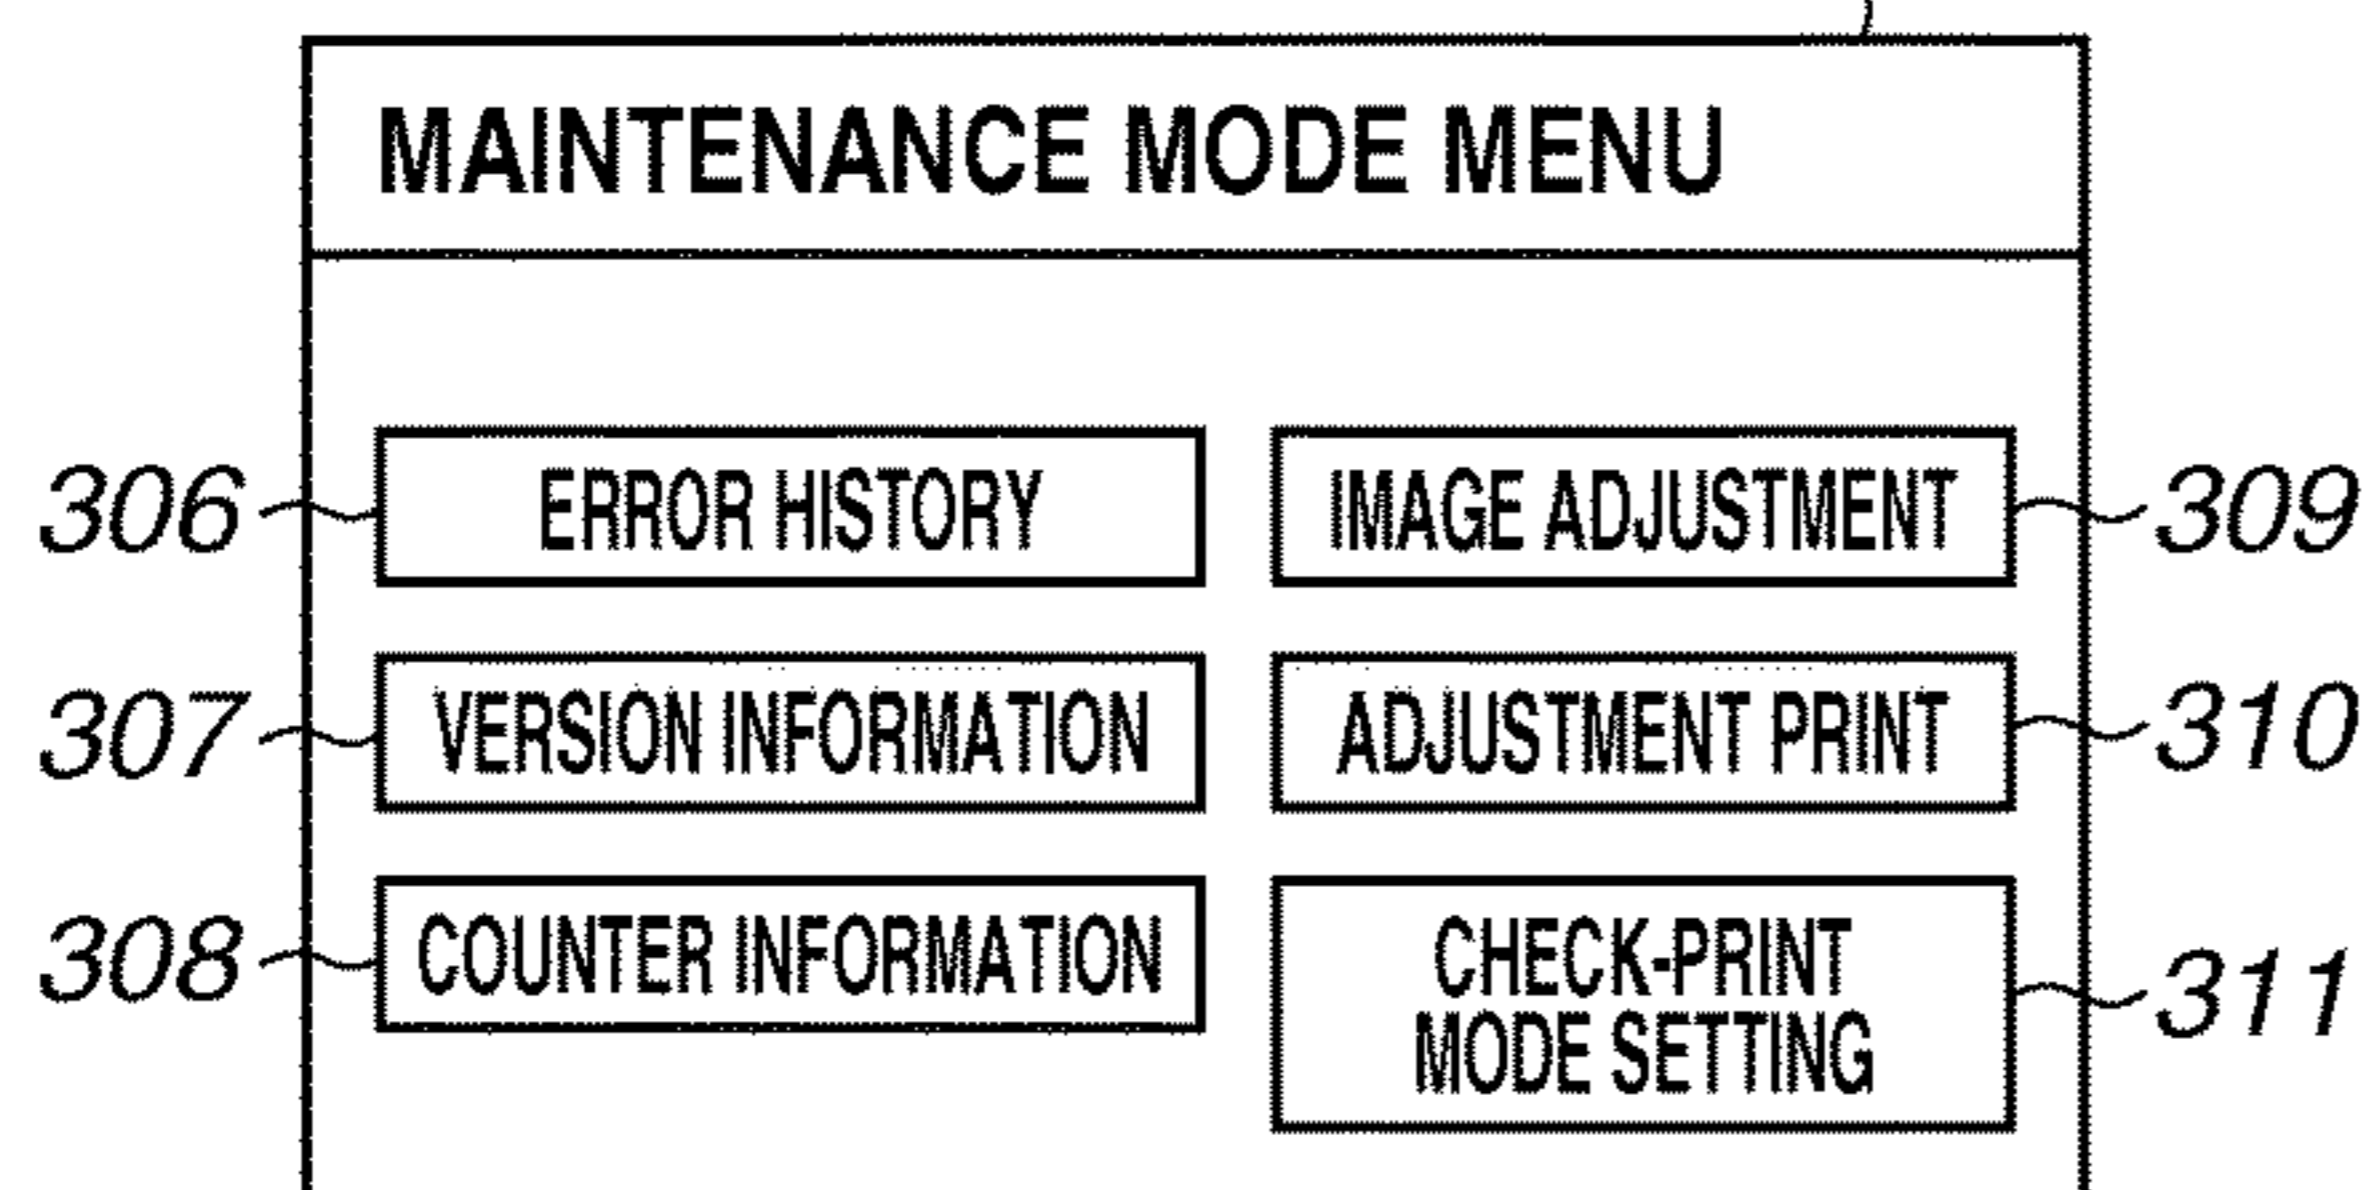 MAINTENANCE MODE MENU
306 ERROR HISTORY IMAGE ADJUSTMENT 309
307 VERSION INFORMATION ADJUSTMENT PRINT 310
308 COUNTER INFORMATION CHECK-PRINT
MODE SETTING 311